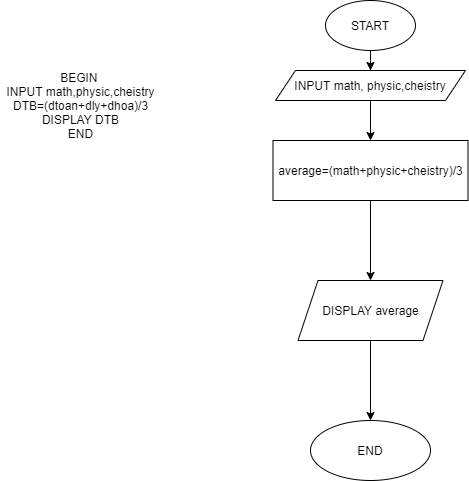 BEGIN
INPUT math,physic,cheistry
DTB=(dtoan+dly+dhoa)/3
DISPLAY DTB
END
START
INPUT math, physic,cheistry
average=(math+physic+cheistry)/3
DISPLAY average
END